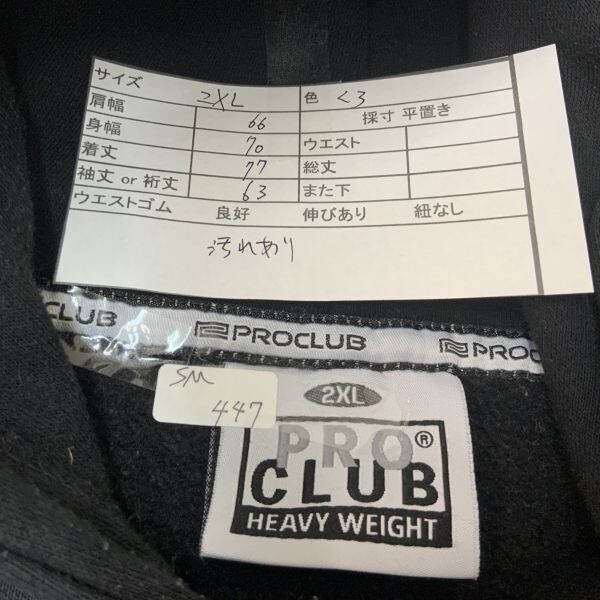 サイズ 2XL 色 くろ
肩幅 66 採寸 平置き
身幅 70 ウエスト
着丈 77 総丈
袖丈 or 裄丈 63 また下
ウエストゴム 良好 伸びあり 紐なし
汚れあり
CLUB PROCLUB PROC
SM
447
2XL
PRO®
CLUB
HEAVY WEIGHT